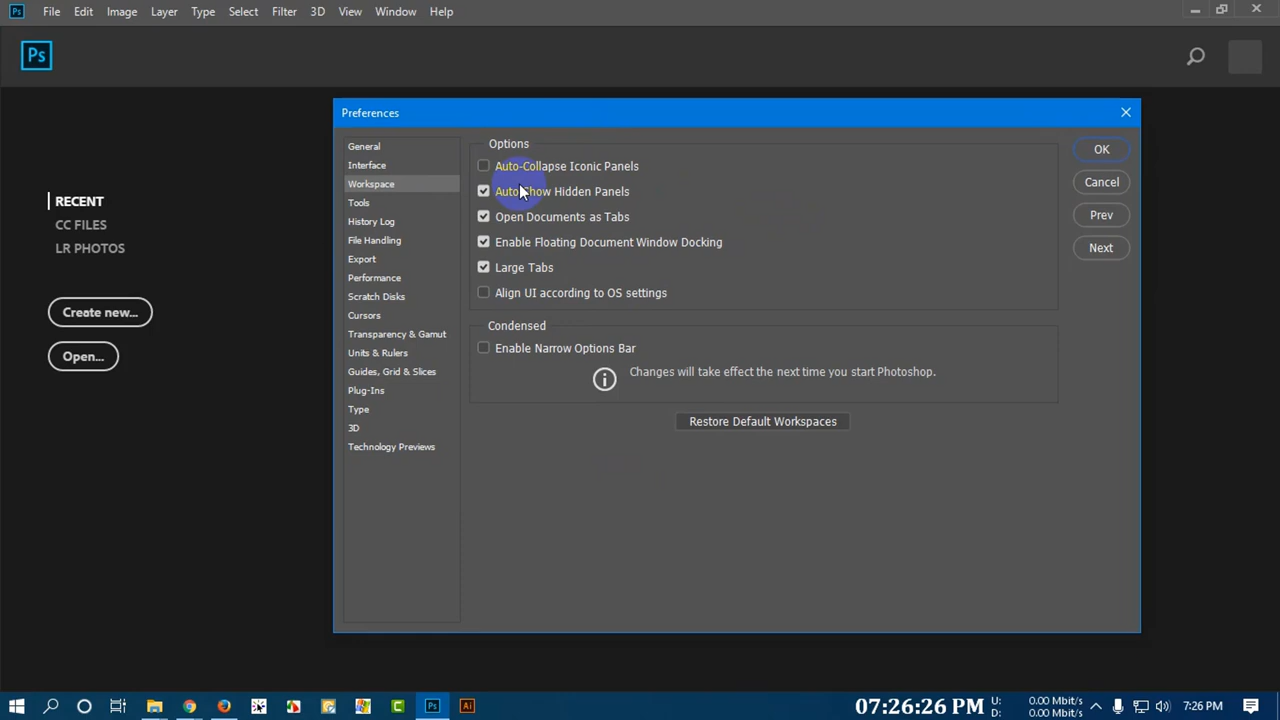 Ps File Edit Image Layer Type Select Filter 3D View Window Help
Ps
RECENT
CC FILES
LR PHOTOS
Create new...
Open...
Preferences
General
Interface
Workspace
Tools
History Log
File Handling
Export
Performance
Scratch Disks
Cursors
Transparency & Gamut
Units & Rulers
Guides, Grid & Slices
Plug-Ins
Type
3D
Technology Previews
Options
Auto-Collapse Iconic Panels
Auto-Show Hidden Panels
Open Documents as Tabs
Enable Floating Document Window Docking
Large Tabs
Align UI according to OS settings
Condensed
Enable Narrow Options Bar
Changes will take effect the next time you start Photoshop.
Restore Default Workspaces
OK
Cancel
Prev
Next
Ps Ai
07:26:26 PM
U: 0.00 Mbit/s
D: 0.00 Mbit/s
7:26 PM